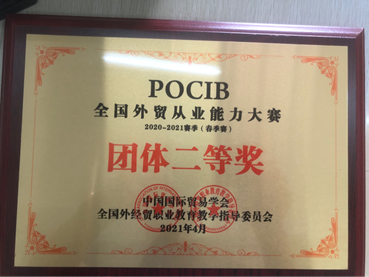 POCIB
全国外贸从业能力大赛
2020-2021赛季（春季赛）
团体二等奖
中国国际贸易学会
全国外经贸职业教育教学指导委员会
2021年4月